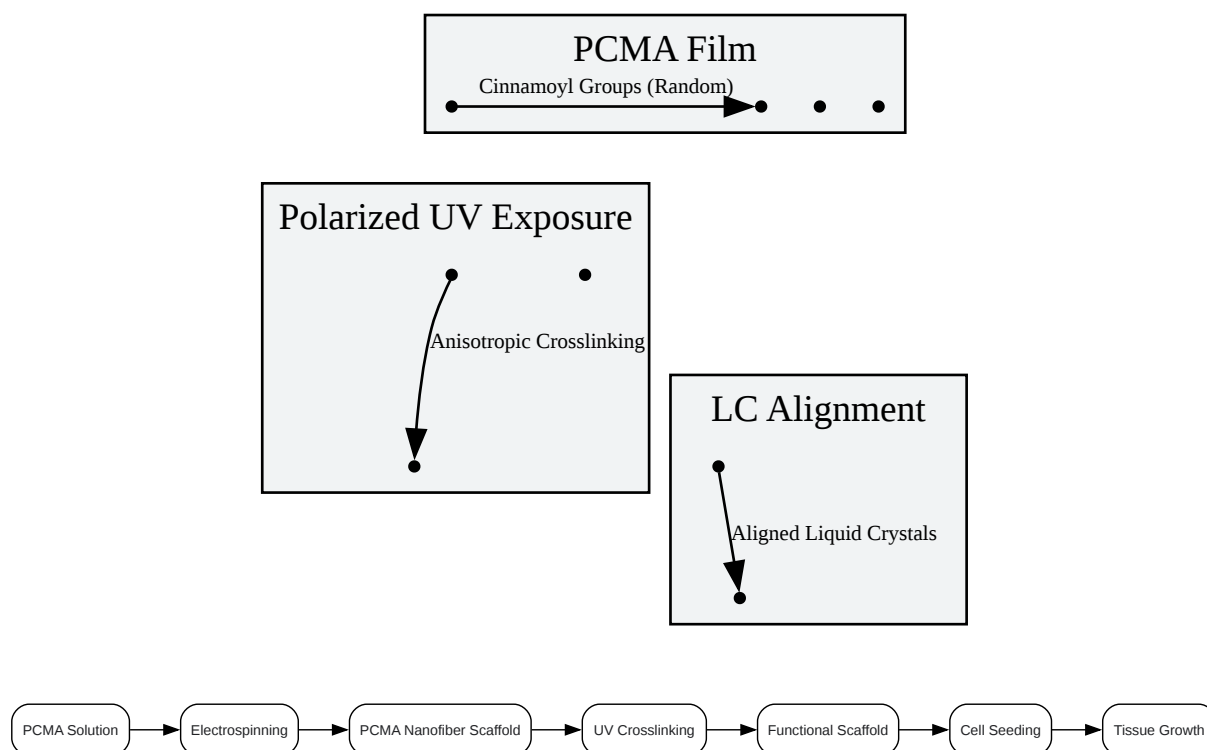 PCMA Film
Cinnamoyl Groups (Random)
Polarized UV Exposure
Anisotropic Crosslinking
LC Alignment
Aligned Liquid Crystals
PCMA Solution
Electrospinning
PCMA Nanofiber Scaffold
UV Crosslinking
Functional Scaffold
Cell Seeding
Tissue Growth